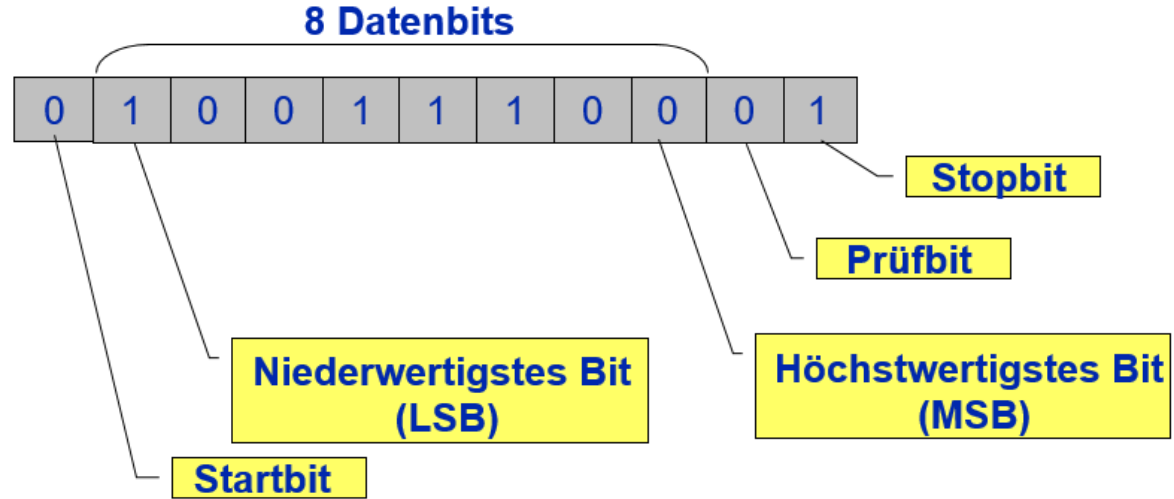 8 Datenbits
0 1 0 0 1 1 1 0 0 0 1
Stopbit
Prüfbit
Niederwertigstes Bit
(LSB)
Höchstwertigstes Bit
(MSB)
Startbit